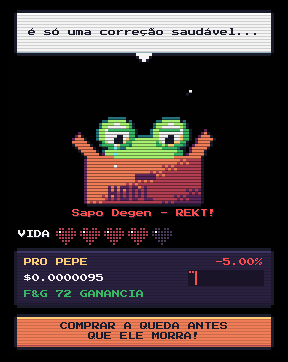 é só uma correção saudável...
Sapo Degen - REKT!
VIDA
PRO PEPE -5.00%
$0.0000095
F&G 72 GANANCIA
COMPRAR A QUEDA ANTES
QUE ELE MORRA!